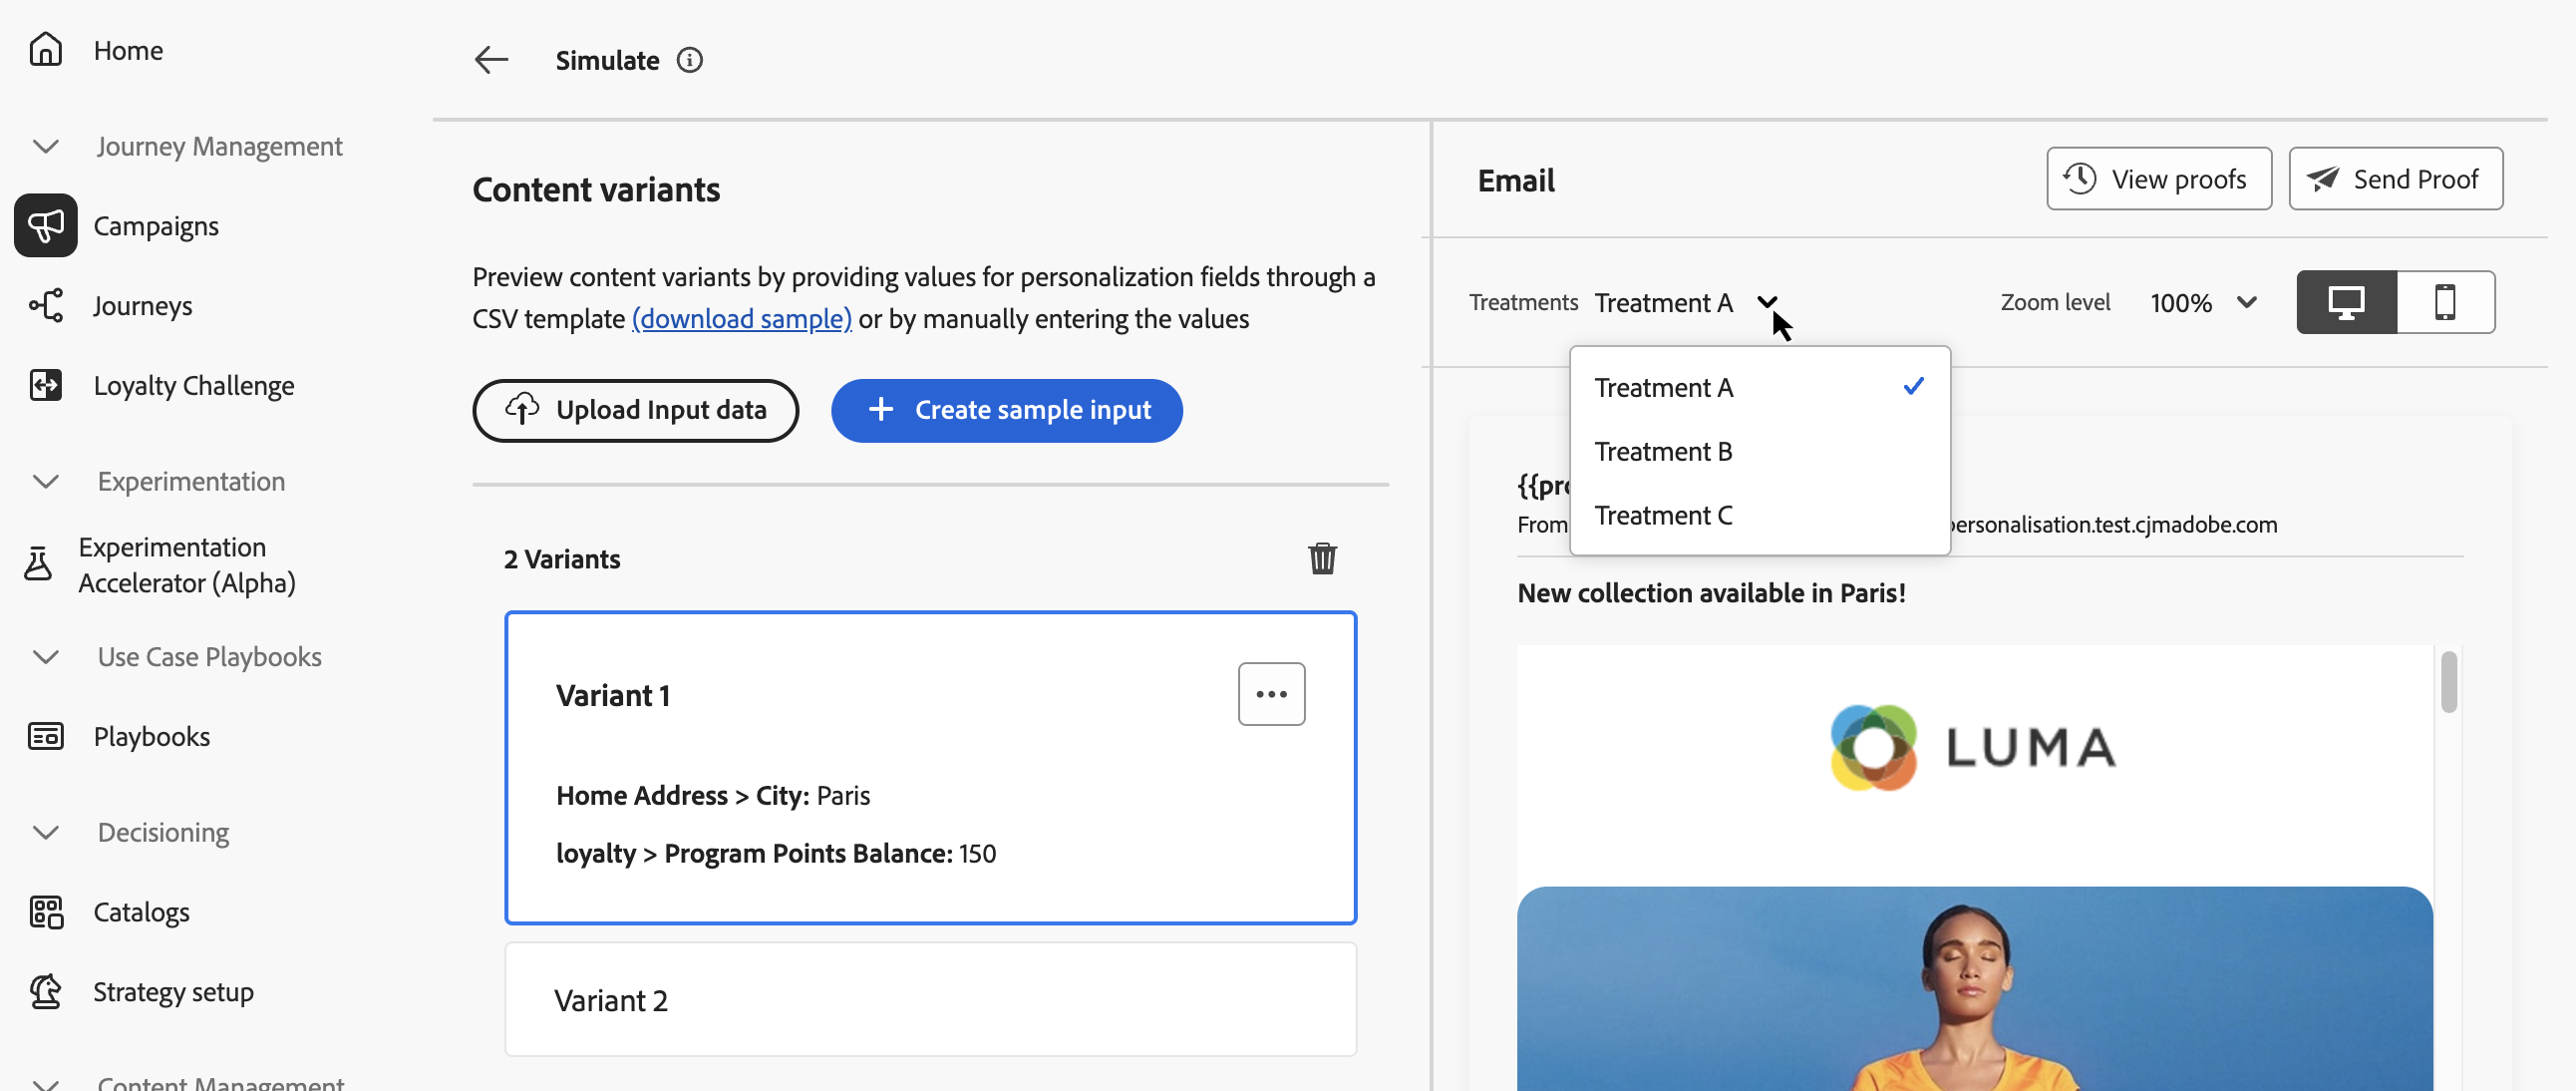 Home
Journey Management
Campaigns
Journeys
Loyalty Challenge
Experimentation
Experimentation
Accelerator (Alpha)
Use Case Playbooks
Playbooks
Decisioning
Catalogs
Strategy setup
Content Management
Simulate
Content variants
Preview content variants by providing values for personalization fields through a
CSV template (download sample) or by manually entering the values
Upload Input data
+ Create sample input
2 Variants
Variant 1
Home Address > City: Paris
loyalty > Program Points Balance: 150
Variant 2
Email
View proofs
Send Proof
Treatments Treatment A
Zoom level 100%
Treatment A
Treatment B
Treatment C
From
personalisation.test.cjmadobe.com
New collection available in Paris!
LUMA